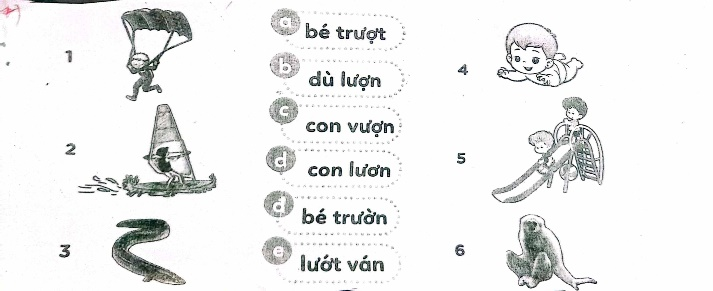 a bé trượt
1
b dù lượn
4
c con vượn
2
d con lươn
5
đ bé trườn
3
e lướt ván
6